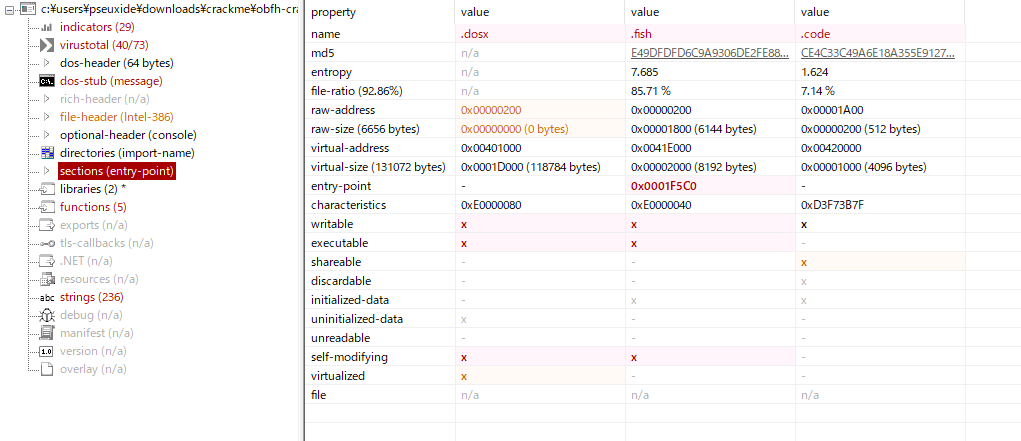 c:¥users¥pseuxide¥downloads¥crackme¥obfh-cra
indicators (29)
virustotal (40/73)
dos-header (64 bytes)
dos-stub (message)
rich-header (n/a)
file-header (Intel-386)
optional-header (console)
directories (import-name)
sections (entry-point)
libraries (2) *
functions (5)
exports (n/a)
tls-callbacks (n/a)
.NET (n/a)
resources (n/a)
abc strings (236)
debug (n/a)
manifest (n/a)
1.0 version (n/a)
overlay (n/a)
property value value value
name .dosx .fish .code
md5 n/a E49DFDFD6C9A9306DE2FE88... CE4C33C49A6E18A355E9127...
entropy n/a 7.685 1.624
file-ratio (92.86%) n/a 85.71 % 7.14 %
raw-address 0x00000200 0x00000200 0x00001A00
raw-size (6656 bytes) 0x00000000 (0 bytes) 0x00001800 (6144 bytes) 0x00000200 (512 bytes)
virtual-address 0x00401000 0x0041E000 0x00420000
virtual-size (131072 bytes) 0x0001D000 (118784 bytes) 0x00002000 (8192 bytes) 0x00001000 (4096 bytes)
entry-point - 0x0001F5C0 -
characteristics 0xE0000080 0xE0000040 0xD3F73B7F
writable x x x
executable x x -
shareable - - x
discardable - - x
initialized-data - x x
uninitialized-data x - -
unreadable - - -
self-modifying x x -
virtualized x - -
file n/a n/a n/a